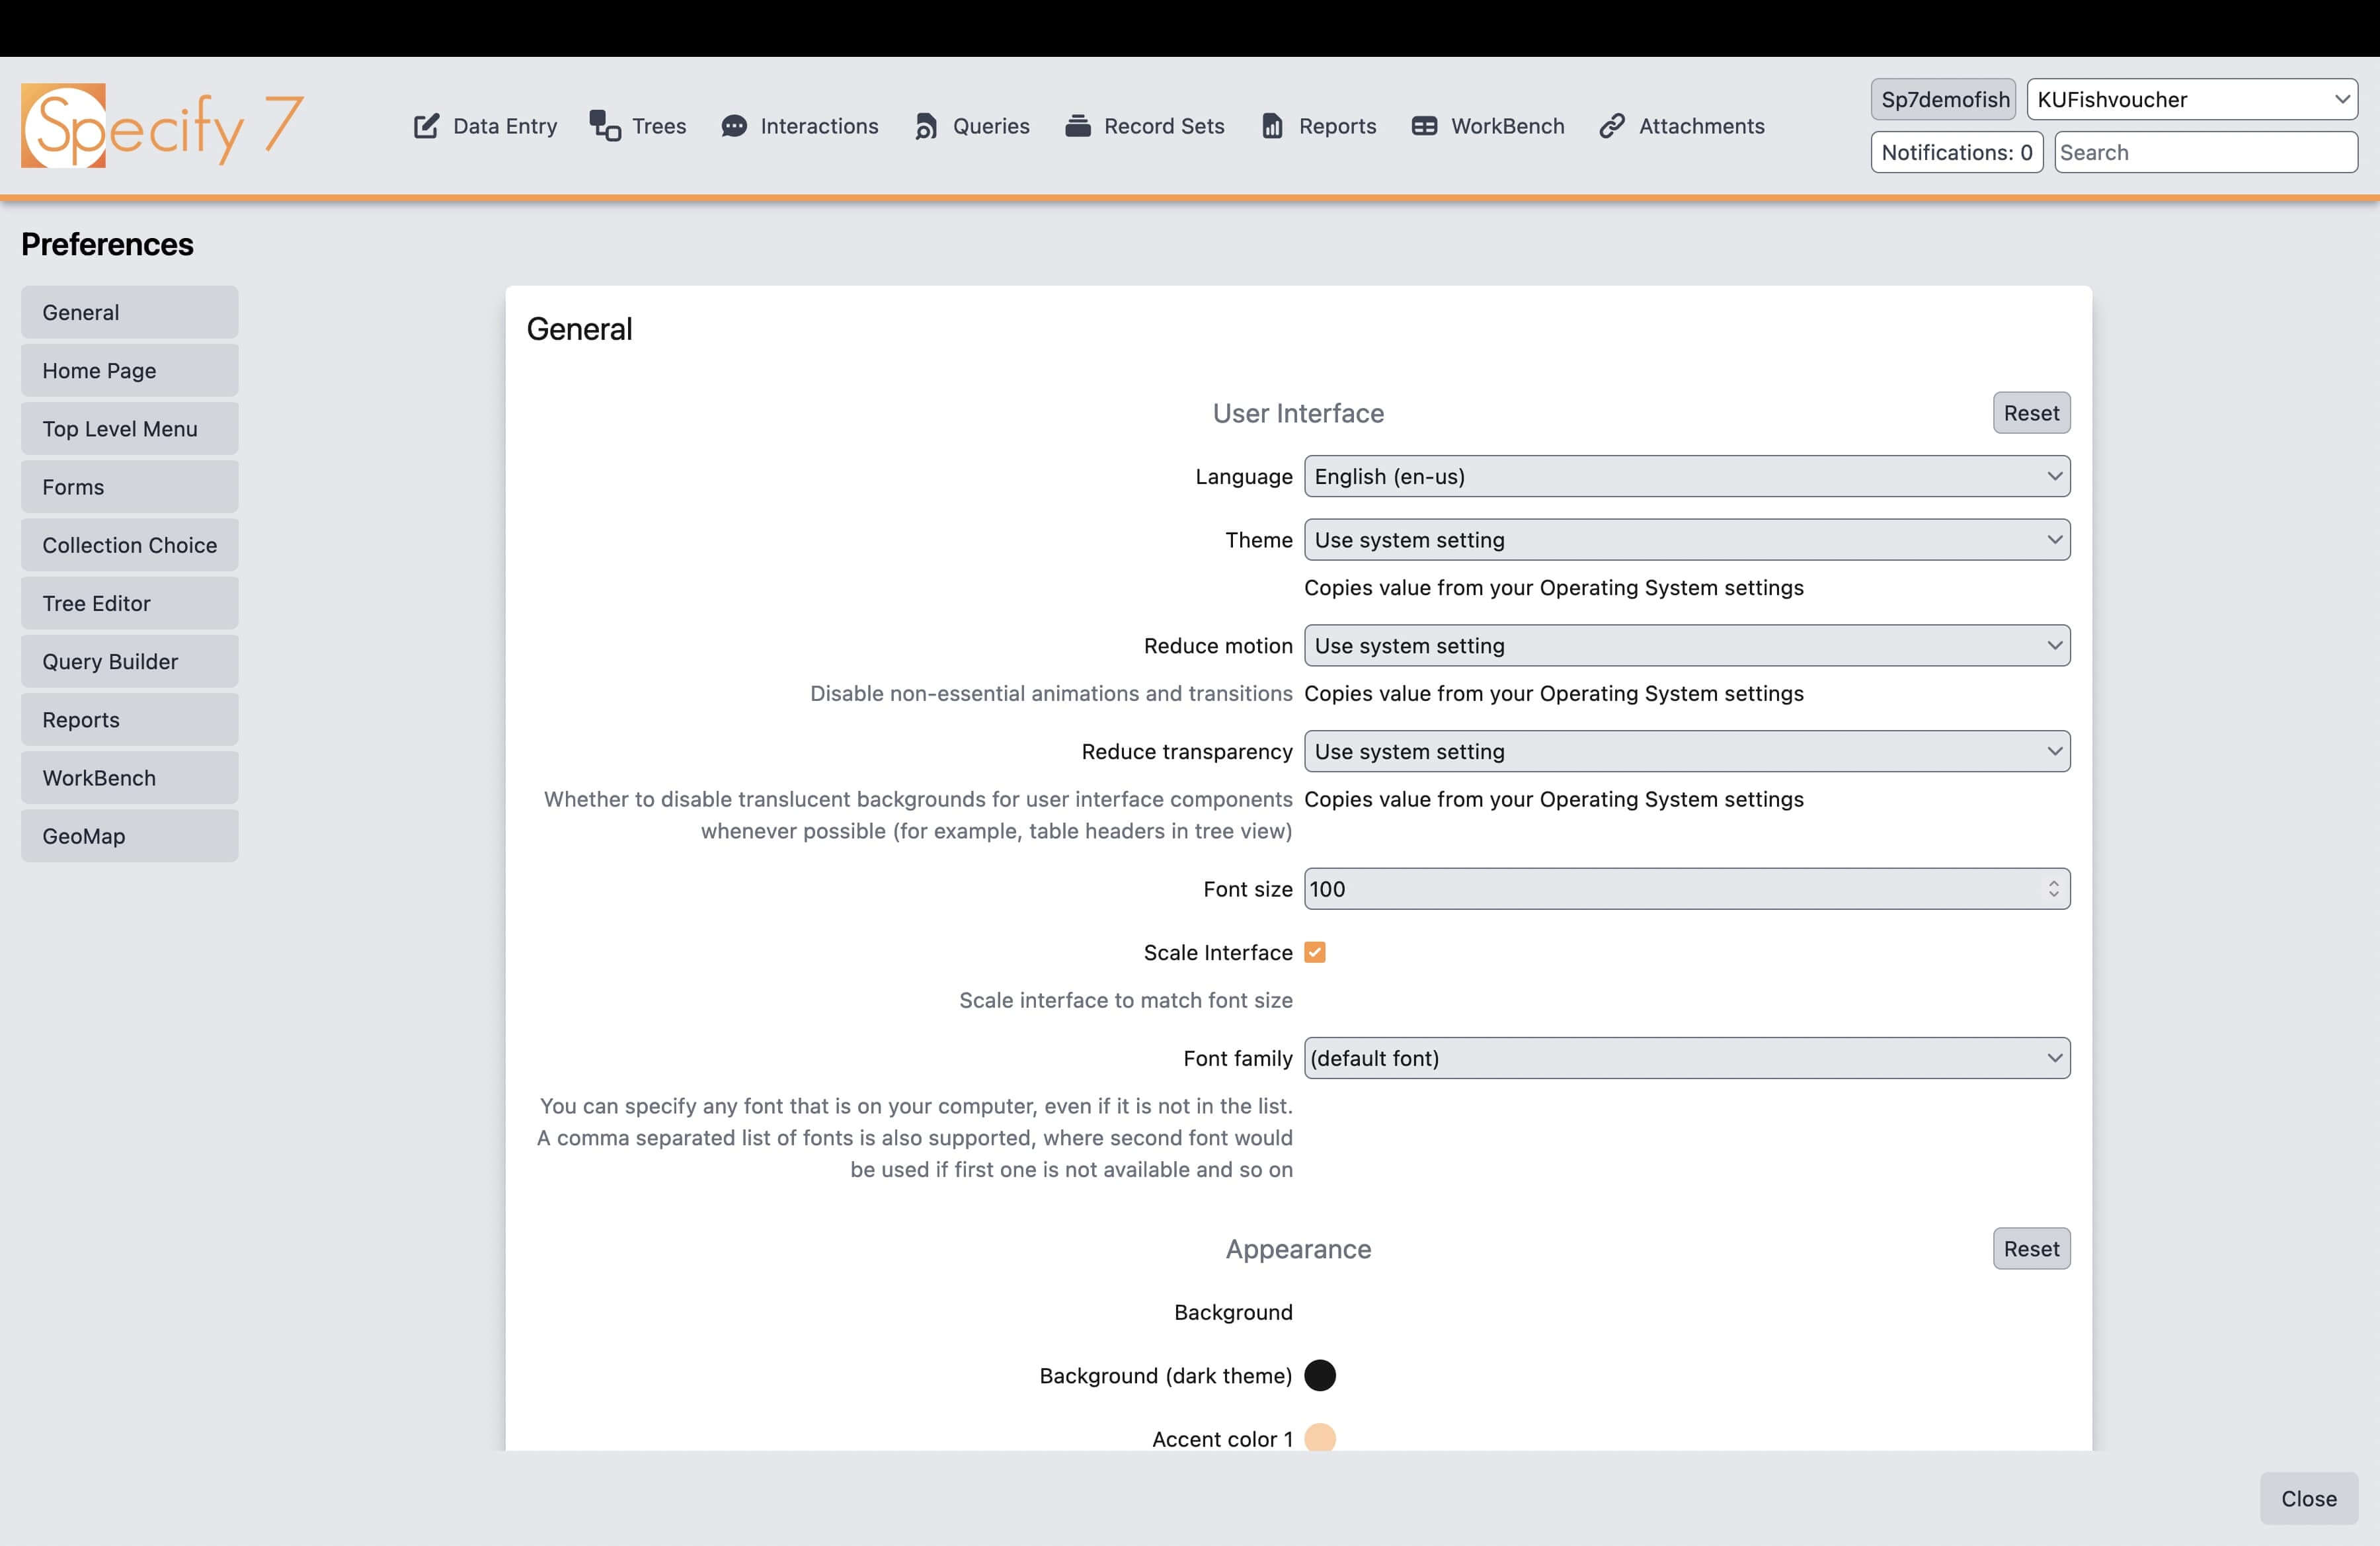 Specify 7
Data Entry
Trees
Interactions
Queries
Record Sets
Reports
WorkBench
Attachments
Sp7demofish
KUFishvoucher
Notifications: 0
Search
Preferences
General
Home Page
Top Level Menu
Forms
Collection Choice
Tree Editor
Query Builder
Reports
WorkBench
GeoMap
General
User Interface
Reset
Language
English (en-us)
Theme
Use system setting
Copies value from your Operating System settings
Reduce motion
Use system setting
Disable non-essential animations and transitions
Copies value from your Operating System settings
Reduce transparency
Use system setting
Whether to disable translucent backgrounds for user interface components
whenever possible (for example, table headers in tree view)
Copies value from your Operating System settings
Font size
100
Scale Interface
Scale interface to match font size
Font family
(default font)
You can specify any font that is on your computer, even if it is not in the list.
A comma separated list of fonts is also supported, where second font would
be used if first one is not available and so on
Appearance
Reset
Background
Background (dark theme)
Accent color 1
Close